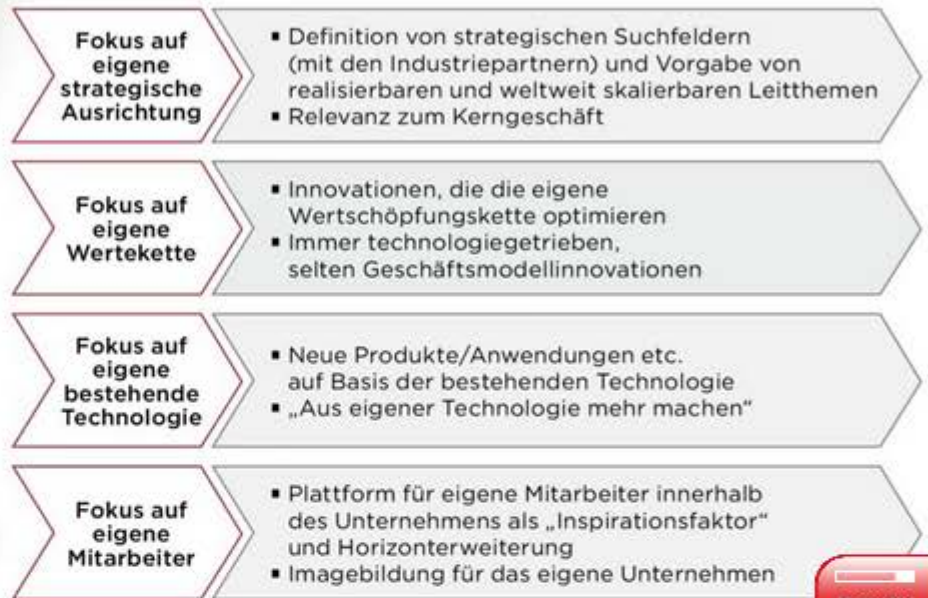 Fokus auf
eigene
strategische
Ausrichtung
▪ Definition von strategischen Suchfeldern
(mit den Industriepartnern) und Vorgabe von
realisierbaren und weltweit skalierbaren Leitthemen
▪ Relevanz zum Kerngeschäft
Fokus auf
eigene
Wertekette
▪ Innovationen, die die eigene
Wertschöpfungskette optimieren
▪ Immer technologiegetrieben,
selten Geschäftsmodellinnovationen
Fokus auf
eigene
bestehende
Technologie
▪ Neue Produkte/Anwendungen etc.
auf Basis der bestehenden Technologie
▪ „Aus eigener Technologie mehr machen“
Fokus auf
eigene
Mitarbeiter
▪ Plattform für eigene Mitarbeiter innerhalb
des Unternehmens als „Inspirationsfaktor“
und Horizonterweiterung
▪ Imagebildung für das eigene Unternehmen